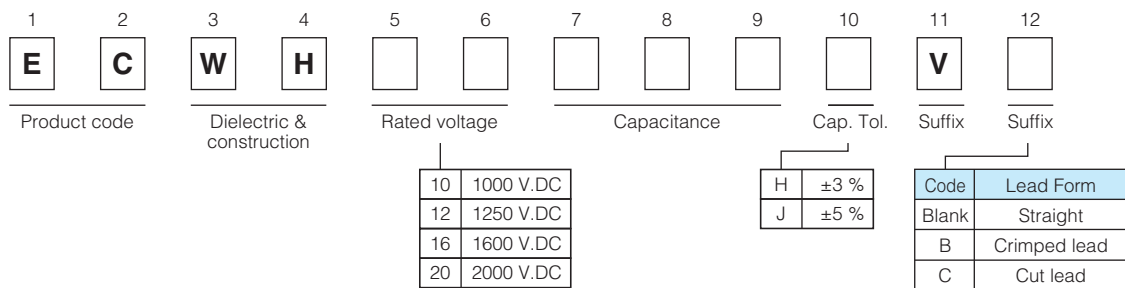 1 2 3 4 5 6 7 8 9 10 11 12
E C W H V
Product code Dielectric & construction Rated voltage Capacitance Cap. Tol. Suffix Suffix
10 1000 V.DC
12 1250 V.DC
16 1600 V.DC
20 2000 V.DC
H ±3 %
J ±5 %
Code Lead Form
Blank Straight
B Crimped lead
C Cut lead